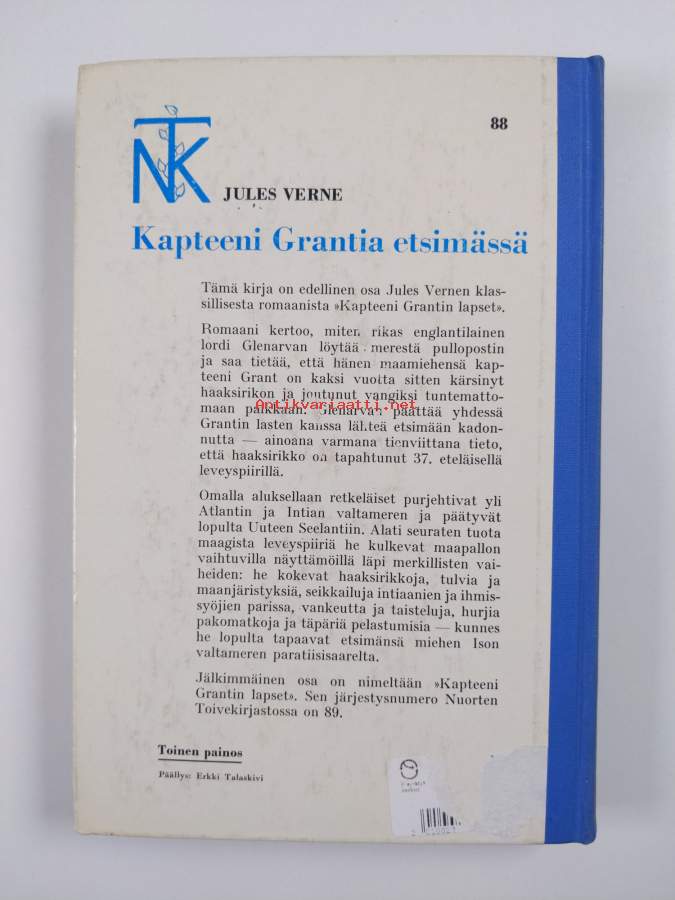 88
NTK
JULES VERNE
Kapteeni Grantia etsimässä
Tämä kirja on edellinen osa Jules Vernen klas-
sillisesta romaanista »Kapteeni Grantin lapset».
Romaani kertoo, miten rikas englantilainen
lordi Glenarvan löytää merestä pullopostin
ja saa tietää, että hänen maamiehensä kap-
teeni Grant on kaksi vuotta sitten kärsinyt
haaksirikon ja joutunut vangiksi tuntematto-
Antikvariaatti.net
maan paikkaan. Glenarvan päättää yhdessä
Grantin lasten kanssa lähteä etsimään kadon-
nutta — ainoana varmana tienviittana tieto,
että haaksirikko on tapahtunut 37. eteläisellä
leveyspiirillä.
Omalla aluksellaan retkeläiset purjehtivat yli
Atlantin ja Intian valtameren ja päätyvät
lopulta Uuteen Seelantiin. Alati seuraten tuota
maagista leveyspiiriä he kulkevat maapallon
vaihtuvilla näyttämöillä läpi merkillisten vai-
heiden: he kokevat haaksirikkoja, tulvia ja
maanjäristyksiä, seikkailuja intiaanien ja ihmis-
syöjien parissa, vankeutta ja taisteluja, hurjia
pakomatkoja ja täpäriä pelastumisia — kunnes
he lopulta tapaavat etsimänsä miehen Ison
valtameren paratiisisaarelta.
Jälkimmäinen osa on nimeltään »Kapteeni
Grantin lapset». Sen järjestysnumero Nuorten
Toivekirjastossa on 89.
Toinen painos
Päällys: Erkki Talaskivi